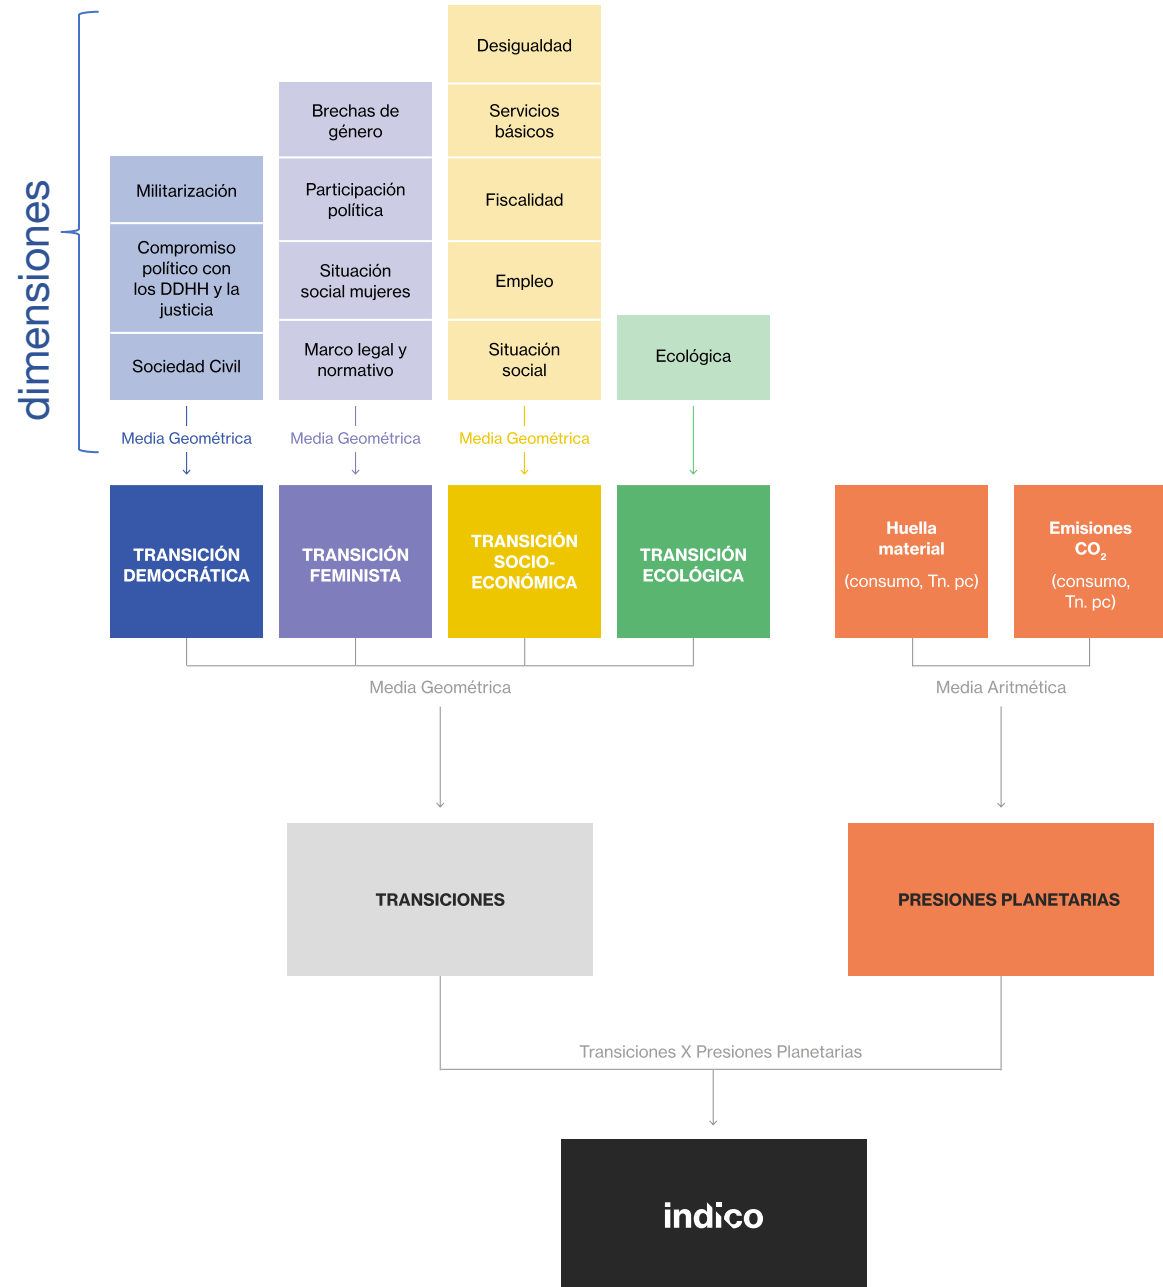 dimensiones
Militarización
Compromiso
político con
los DDHH y la
justicia
Sociedad Civil
Media Geométrica
TRANSICIÓN
DEMOCRÁTICA
Brechas de
género
Participación
política
Situación
social mujeres
Marco legal y
normativo
Media Geométrica
TRANSICIÓN
FEMINISTA
Desigualdad
Servicios
básicos
Fiscalidad
Empleo
Situación
social
Media Geométrica
TRANSICIÓN
SOCIO-
ECONÓMICA
Ecológica
TRANSICIÓN
ECOLÓGICA
Huella
material
(consumo, Tn. pc)
Emisiones
CO₂
(consumo,
Tn. pc)
Media Geométrica
Media Aritmética
TRANSICIONES
PRESIONES PLANETARIAS
Transiciones X Presiones Planetarias
indico